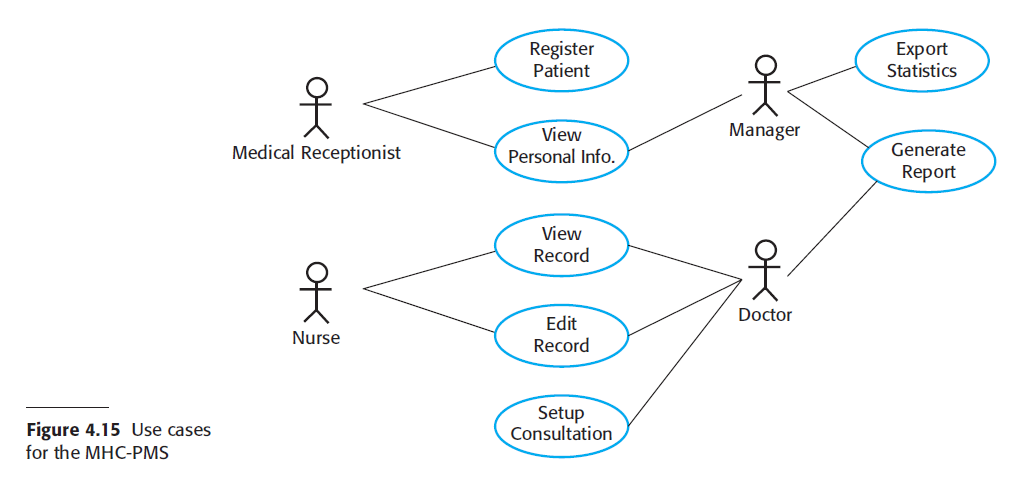 Register
Patient
Export
Statistics
Medical Receptionist
View
Personal Info.
Manager
Generate
Report
View
Record
Nurse
Edit
Record
Doctor
Setup
Consultation
Figure 4.15 Use cases
for the MHC-PMS